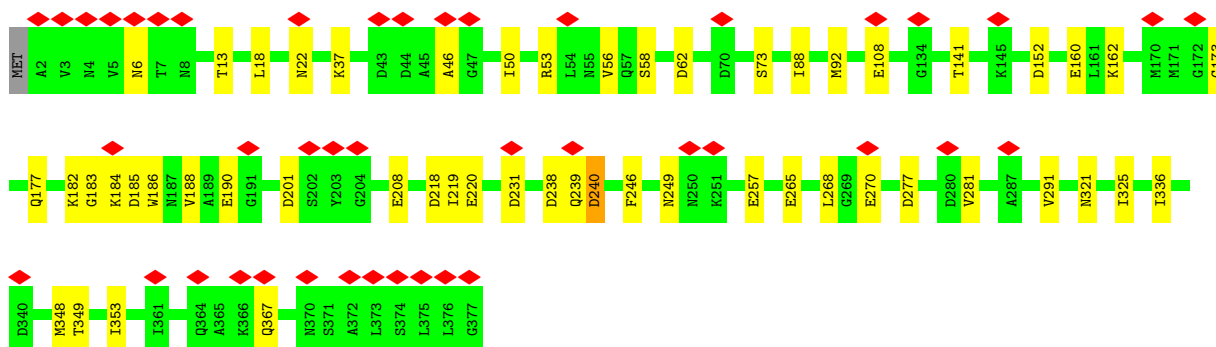 MET A2 V3 N4 V5 N6 T7 N8 T13 L18 N22 K37 D43 D44 A45 A46 G47 I50 R53 L54 N55 V56 Q57 S58 D62 D70 S73 I88 M92 E108 G134 T141 K145 D152 E160 L161 K162 M170 M171 G172 G173
Q177 K182 G183 K184 D185 W186 N187 V188 A189 E190 G191 D201 S202 Y203 G204 E208 D218 I219 E220 D231 D238 Q239 D240 F246 N249 N250 K251 E257 E265 L268 G269 E270 D277 D280 V281 A287 V291 N321 I325 I336
D340 M348 T349 I353 I361 Q364 A365 K366 Q367 N370 S371 A372 L373 S374 L375 L376 G377